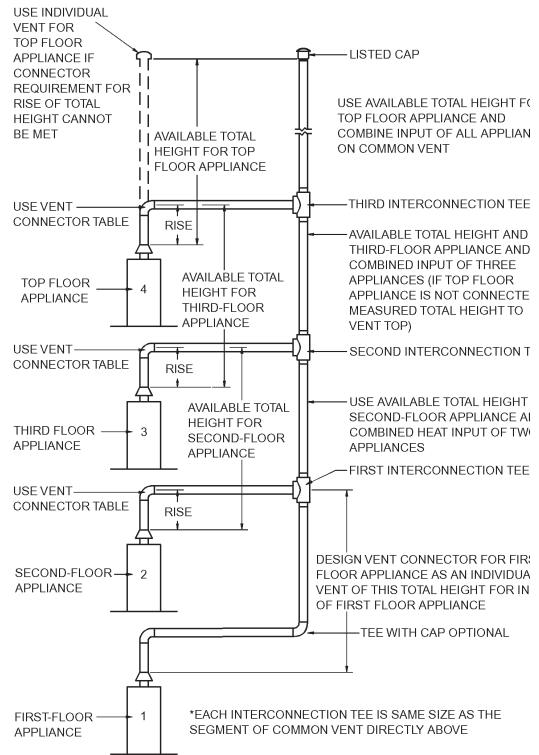 USE INDIVIDUAL
VENT FOR
TOP FLOOR
APPLIANCE IF
CONNECTOR
REQUIREMENT FOR
RISE OF TOTAL
HEIGHT CANNOT
BE MET
LISTED CAP
USE AVAILABLE TOTAL HEIGHT
TOP FLOOR APPLIANCE AND
COMBINE INPUT OF ALL
ON COMMON VENT
AVAILABLE TOTAL
HEIGHT FOR TOP
FLOOR APPLIANCE
USE VENT
CONNECTOR TABLE
RISE
THIRD INTERCONNECTION TEE
AVAILABLE TOTAL HEIGHT AND
THIRD-FLOOR APPLIANCE AND
COMBINED INPUT OF THREE
APPLIANCES (IF TOP FLOOR
APPLIANCE IS NOT
MEASURED TOTAL HEIGHT TO
VENT TOP)
TOP FLOOR
APPLIANCE
4
AVAILABLE TOTAL
HEIGHT FOR
THIRD-FLOOR
APPLIANCE
USE VENT
CONNECTOR TABLE
RISE
SECOND INTERCONNECTION
USE AVAILABLE TOTAL HEIGHT
SECOND-FLOOR APPLIANCE
COMBINED HEAT INPUT OF
APPLIANCES
AVAILABLE TOTAL
HEIGHT FOR
SECOND-FLOOR
APPLIANCE
THIRD FLOOR
APPLIANCE
3
FIRST INTERCONNECTION TEE
USE VENT
CONNECTOR TABLE
RISE
DESIGN VENT CONNECTOR FOR
FLOOR APPLIANCE AS AN
VENT OF THIS TOTAL HEIGHT FOR
OF FIRST FLOOR APPLIANCE
SECOND-FLOOR
APPLIANCE
2
TEE WITH CAP OPTIONAL
FIRST-FLOOR
APPLIANCE
1
*EACH INTERCONNECTION TEE IS SAME SIZE AS THE
SEGMENT OF COMMON VENT DIRECTLY ABOVE